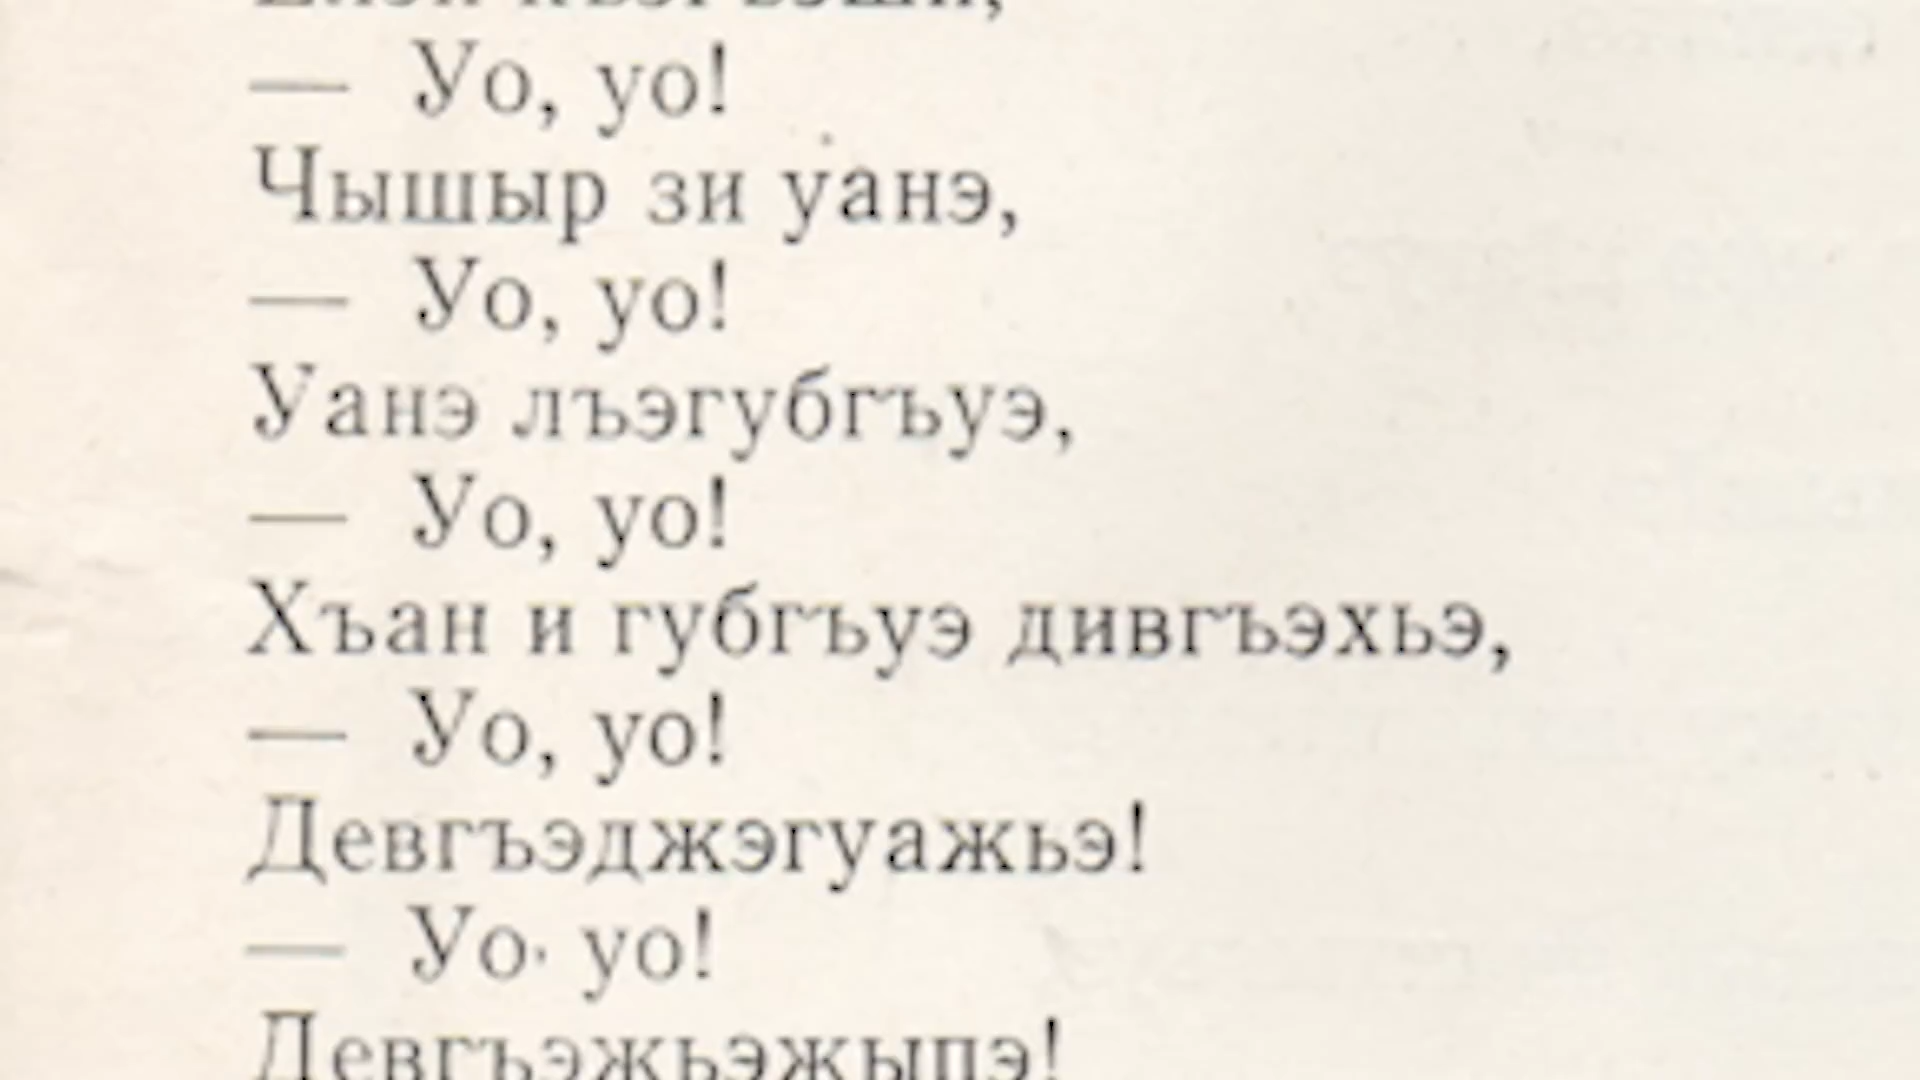 — Уо, уо!
Чышыр зи уанэ,
— Уо, уо!
Уанэ лъэгубгъуэ,
— Уо, уо!
Хъан и губгъуэ дивгъэхьэ,
— Уо, уо!
Девгъэджэгуажьэ!
— Уо, уо!
Девгъэжьэжыпэ!